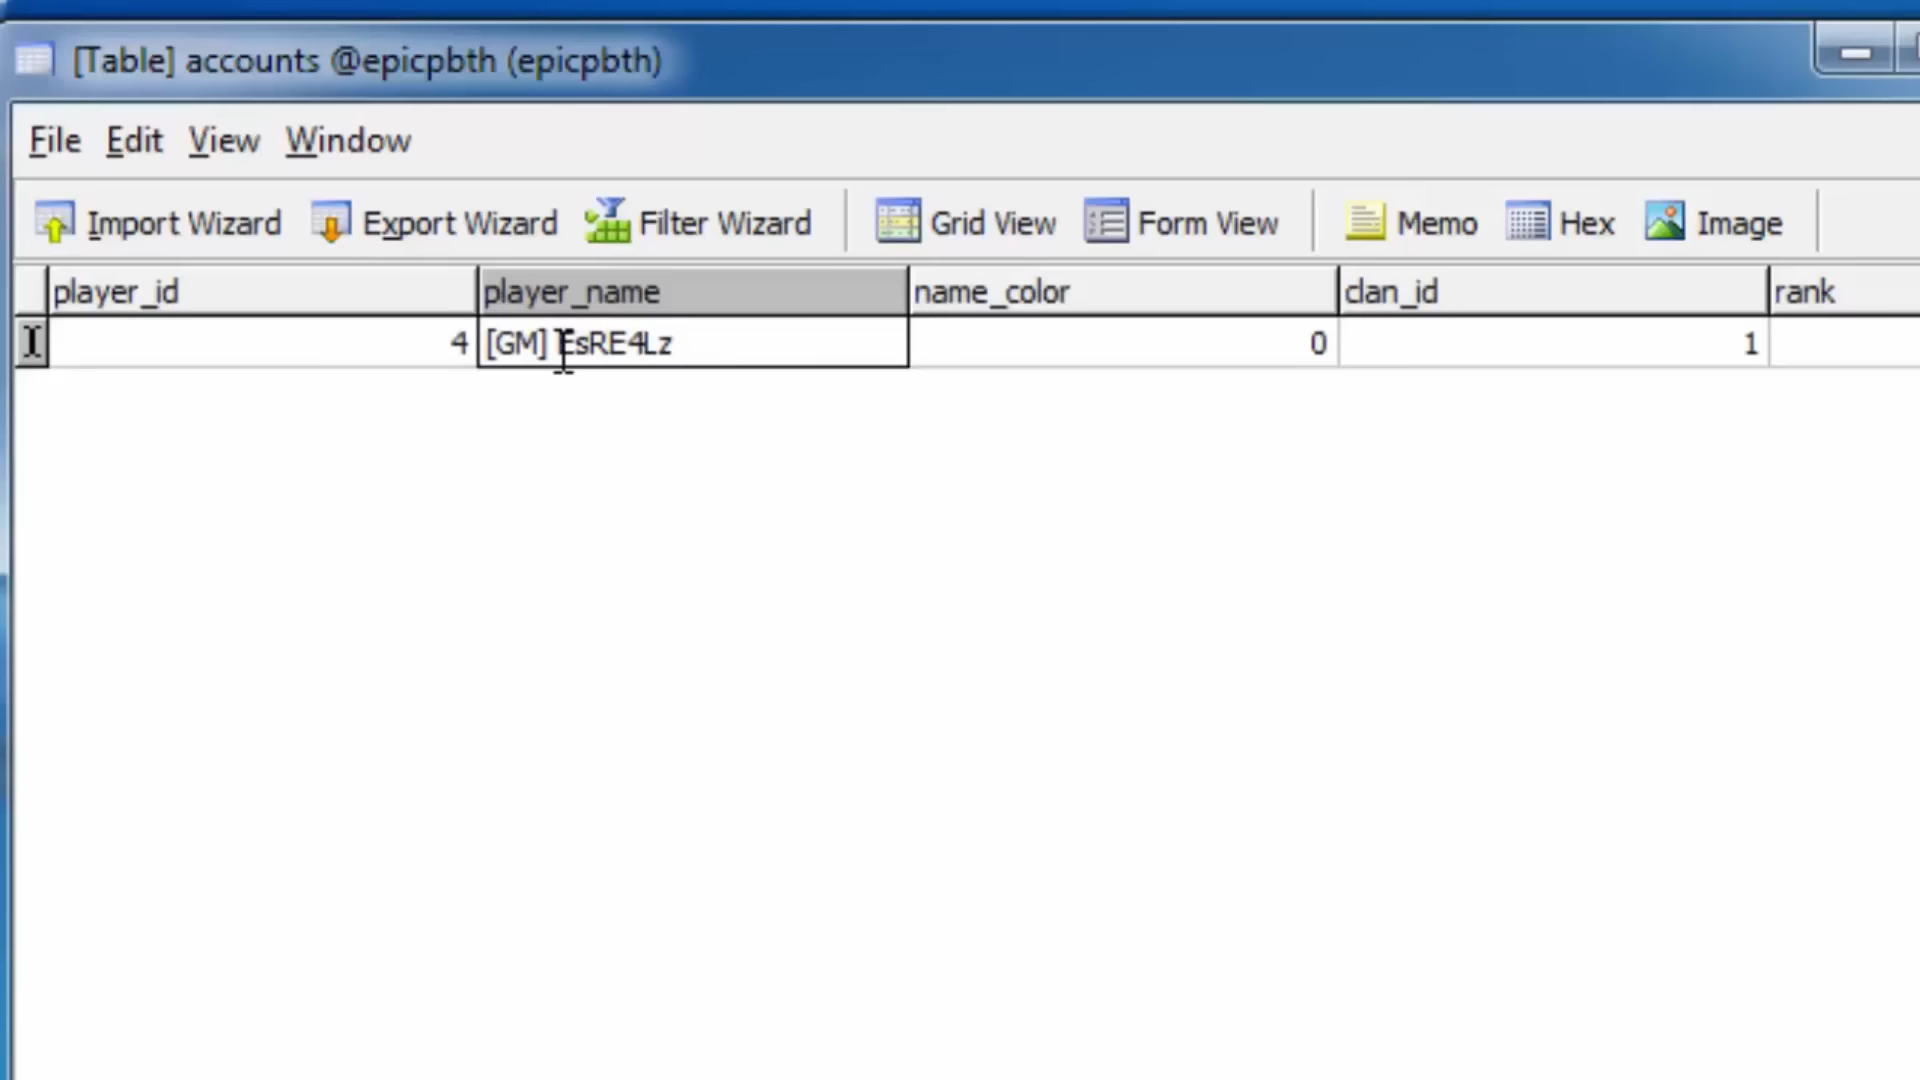 [Table] accounts @epicpbth (epicpbth)
File Edit View Window
Import Wizard Export Wizard Filter Wizard Grid View Form View Memo Hex Image
player_id player_name name_color clan_id rank
4 [GM] EsRE4Lz 0 1